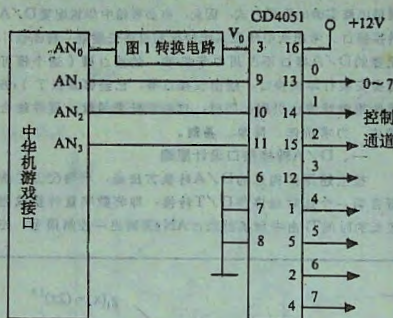 CD4051
+12V
AN₀ 图1转换电路 V₀ 3 16
AN₁ 9 13 0
AN₂ 10 14 1
AN₃ 11 15 2
6 12 3
7 1 4
8 5 5
2 6
4 7
0~7
控制
通道
中华机游戏接口